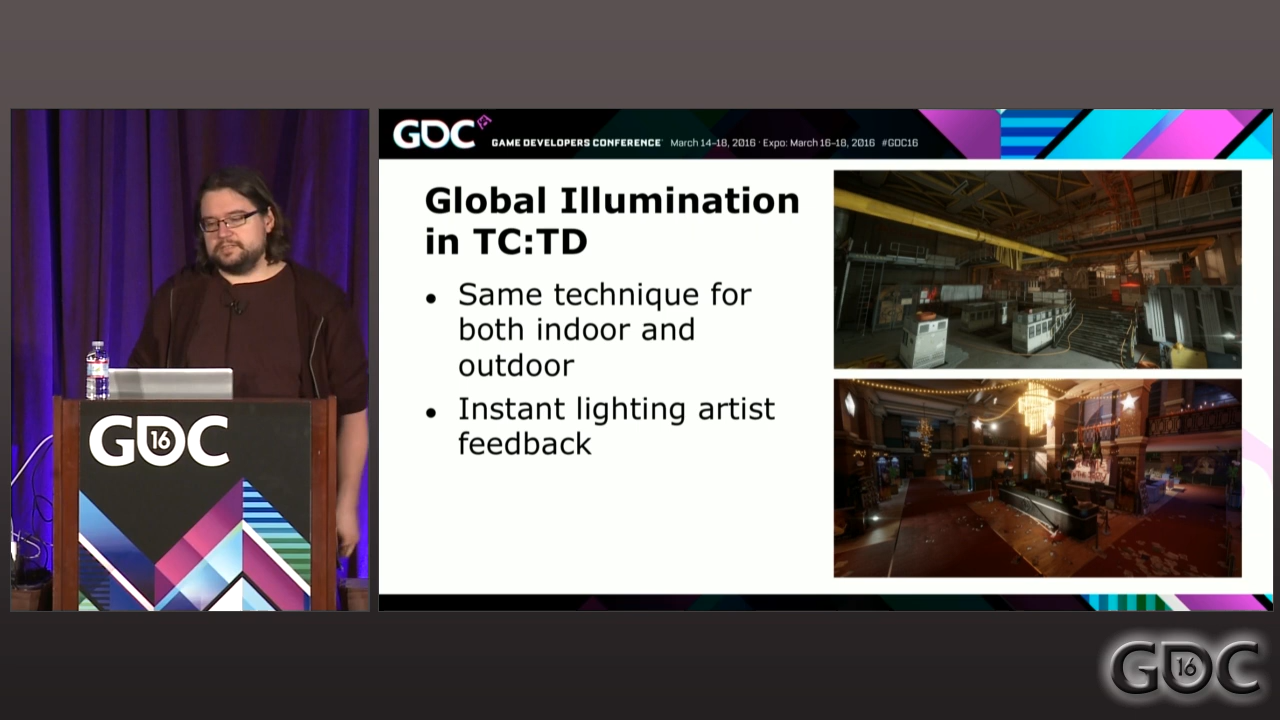 GDC
GAME DEVELOPERS CONFERENCE March 14–18, 2016 · Expo: March 16–18, 2016 #GDC16
Global Illumination
in TC:TD
• Same technique for
both indoor and
outdoor
• Instant lighting artist
feedback
GDC
16
GDC
16